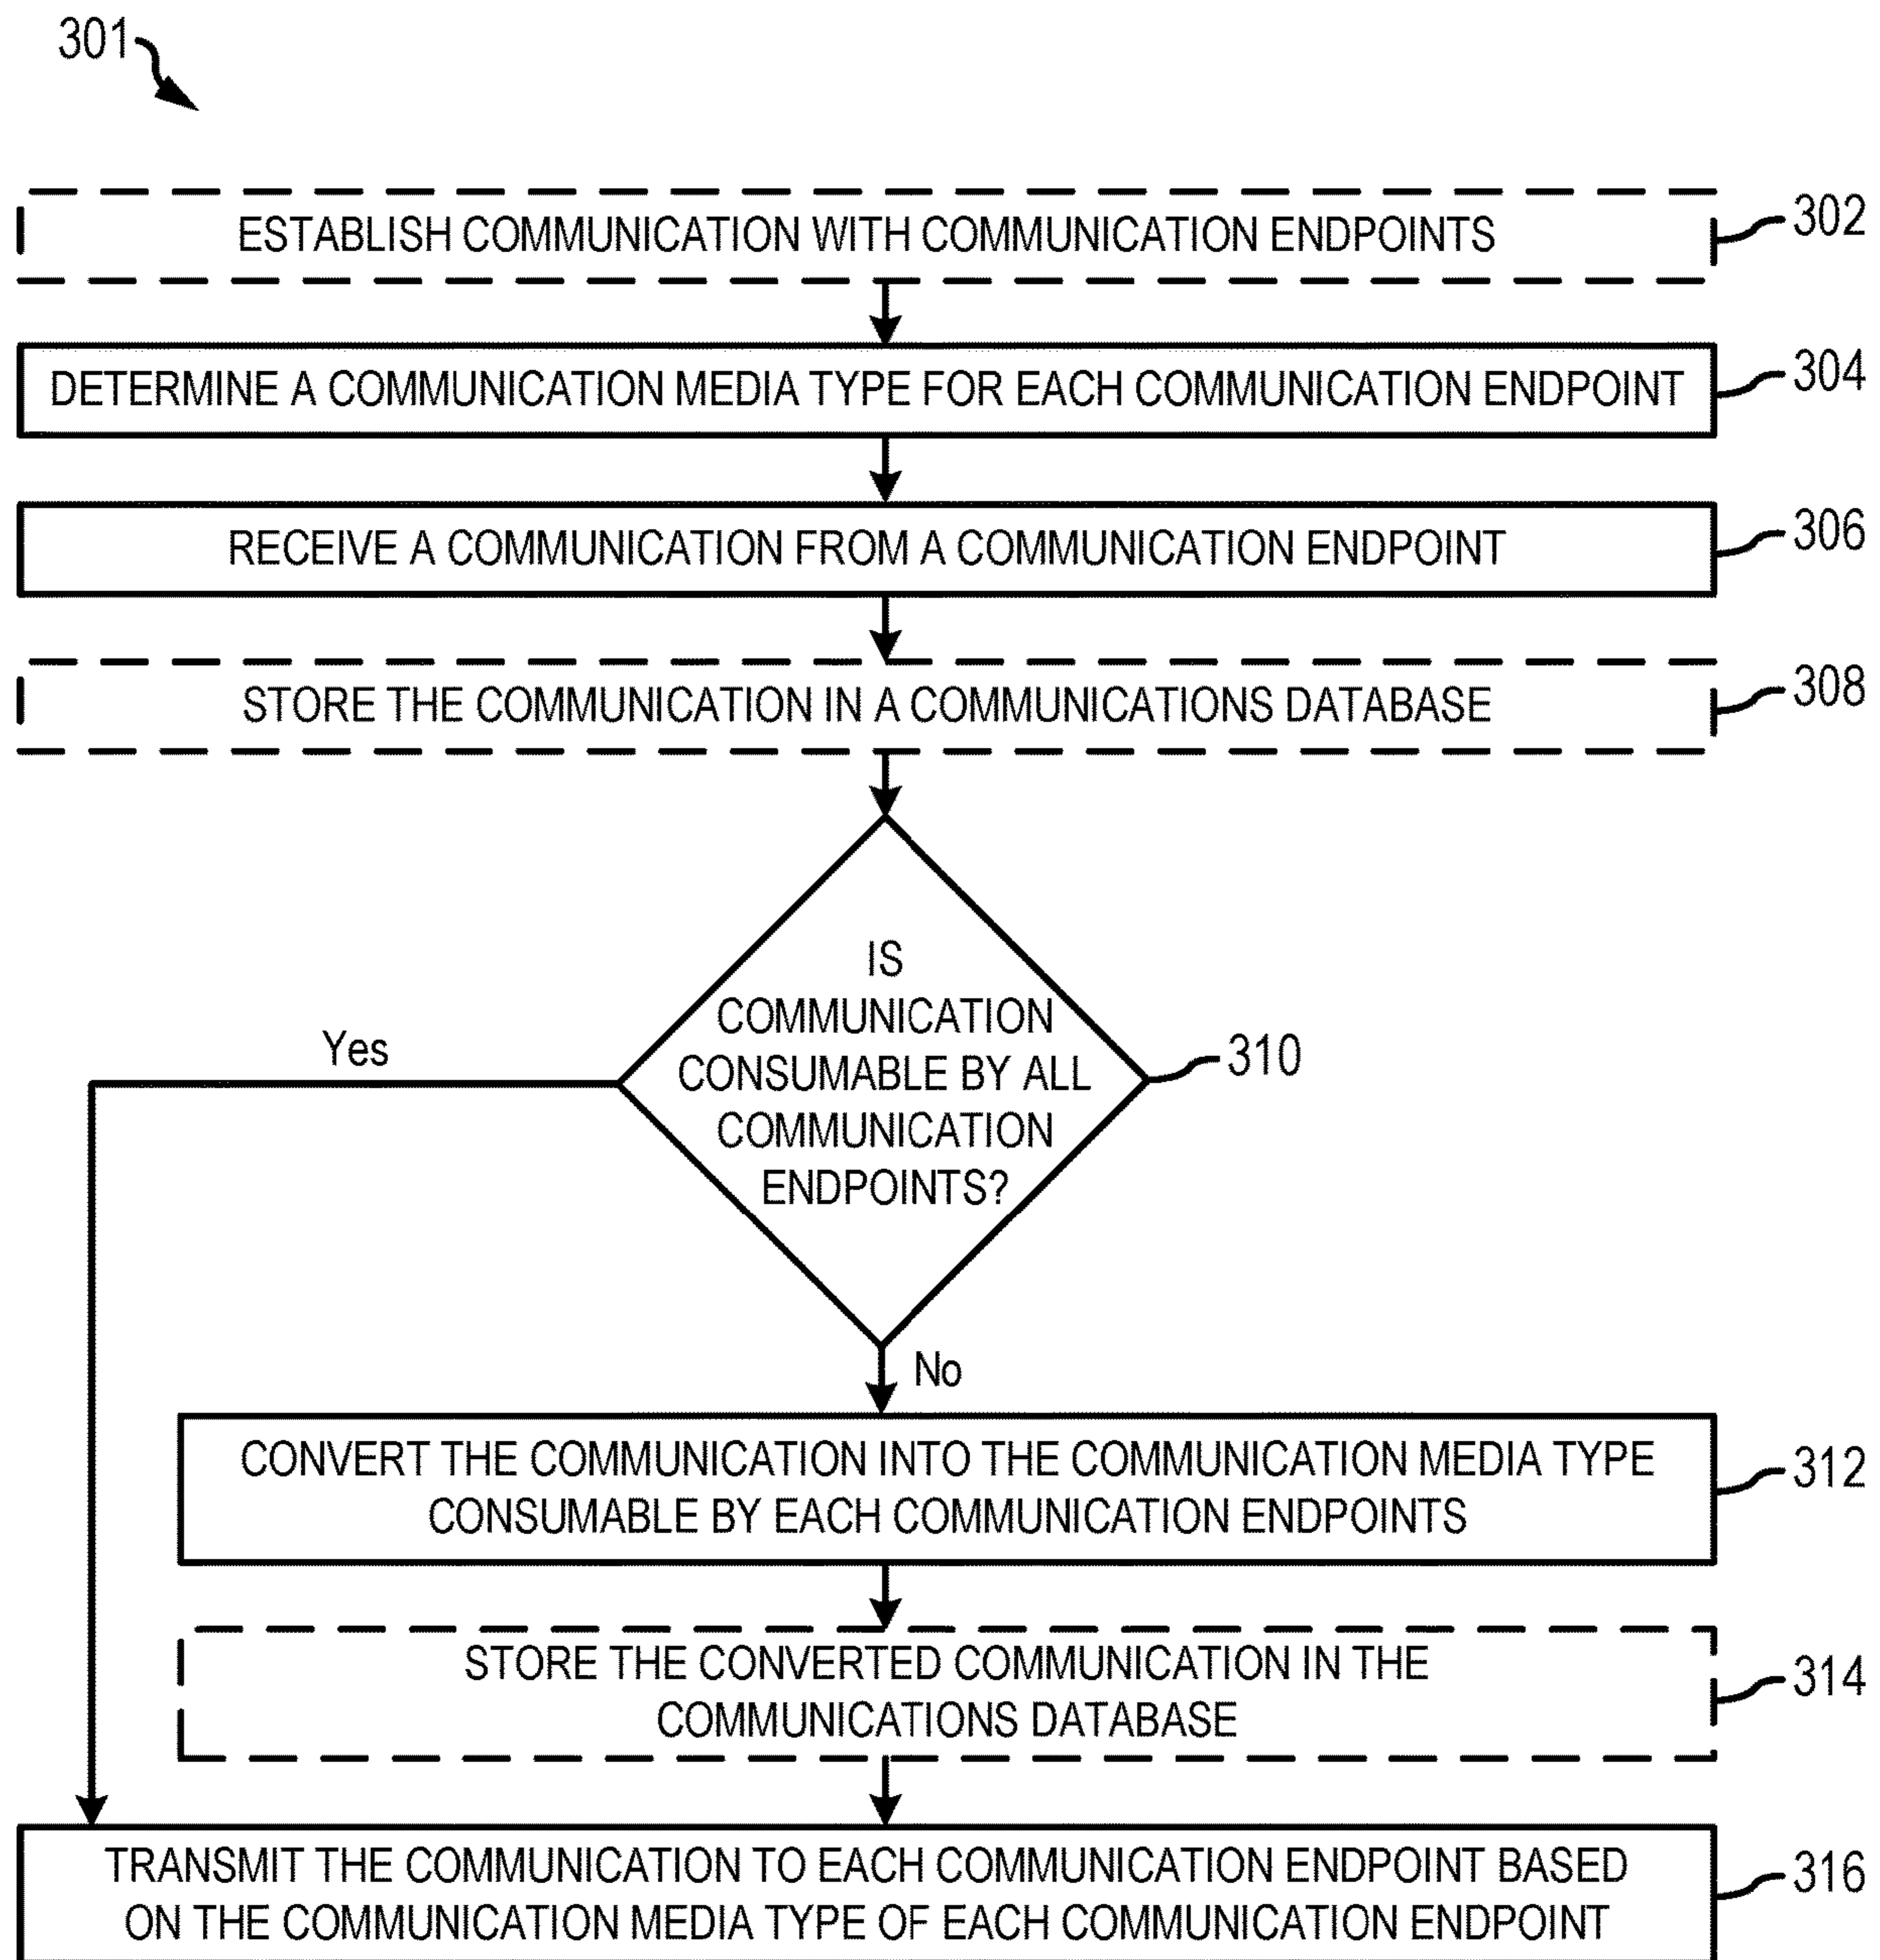 301
ESTABLISH COMMUNICATION WITH COMMUNICATION ENDPOINTS
302
DETERMINE A COMMUNICATION MEDIA TYPE FOR EACH COMMUNICATION ENDPOINT
304
RECEIVE A COMMUNICATION FROM A COMMUNICATION ENDPOINT
306
STORE THE COMMUNICATION IN A COMMUNICATIONS DATABASE
308
IS
COMMUNICATION
CONSUMABLE BY ALL
COMMUNICATION
ENDPOINTS?
310
Yes
No
CONVERT THE COMMUNICATION INTO THE COMMUNICATION MEDIA TYPE
CONSUMABLE BY EACH COMMUNICATION ENDPOINTS
312
STORE THE CONVERTED COMMUNICATION IN THE
COMMUNICATIONS DATABASE
314
TRANSMIT THE COMMUNICATION TO EACH COMMUNICATION ENDPOINT BASED
ON THE COMMUNICATION MEDIA TYPE OF EACH COMMUNICATION ENDPOINT
316